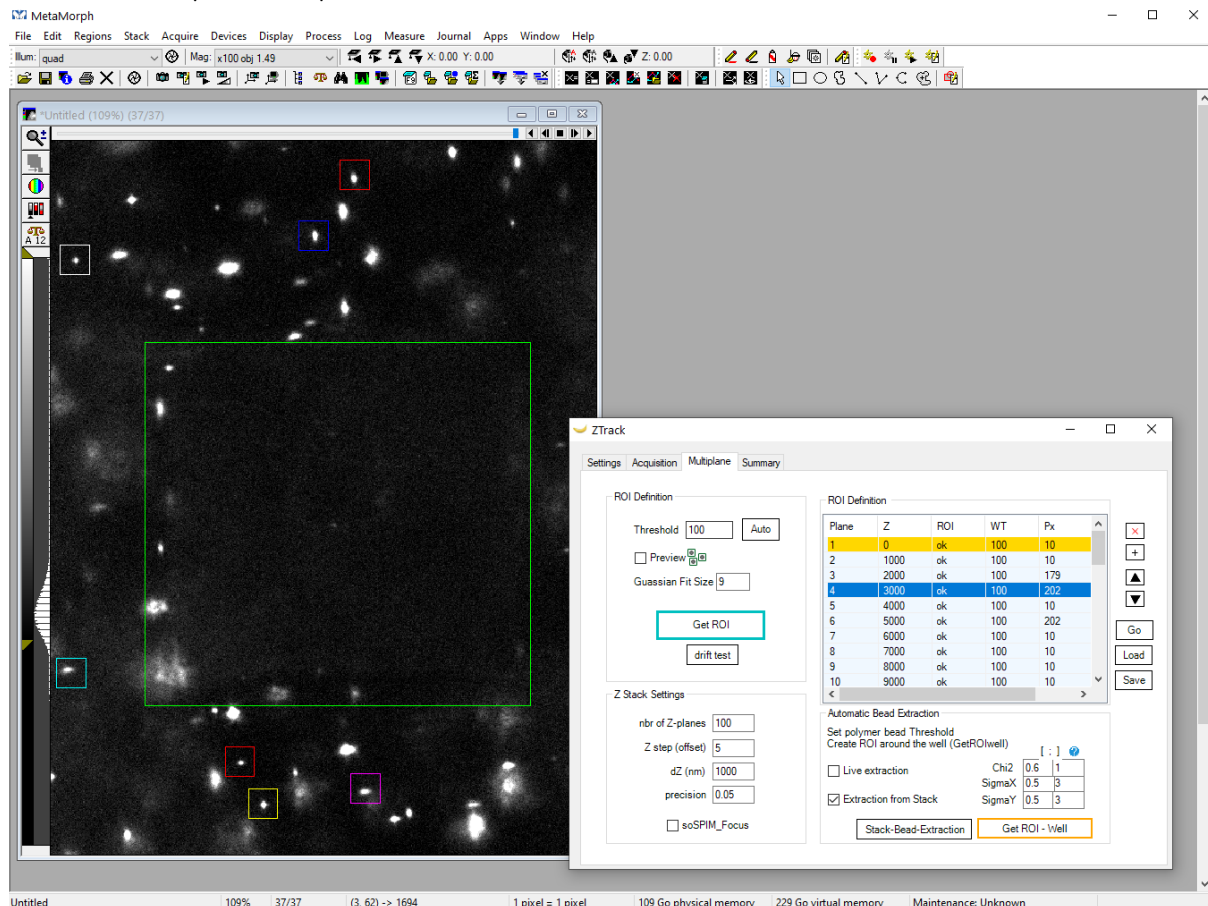 MetaMorph
File Edit Regions Stack Acquire Devices Display Process Log Measure Journal Apps Window Help
Illum: quad Mag: x100 obj 1.49 X: 0.00 Y: 0.00 Z: 0.00
*Untitled (109%) (37/37)
A 12
ZTrack
Settings Acquisition Multiplane Summary
ROI Definition
Threshold 100 Auto
Preview
Guassian Fit Size 9
Get ROI
drift test
Z Stack Settings
nbr of Z-planes 100
Z step (offset) 5
dZ (nm) 1000
precision 0.05
soSPIM_Focus
ROI Definition
Plane Z ROI WT Px
1 0 ok 100 10
2 1000 ok 100 10
3 2000 ok 100 179
4 3000 ok 100 202
5 4000 ok 100 10
6 5000 ok 100 202
7 6000 ok 100 10
8 7000 ok 100 10
9 8000 ok 100 10
10 9000 ok 100 10
Go
Load
Save
Automatic Bead Extraction
Set polymer bead Threshold
Create ROI around the well (GetROIwell)
[ ; ]
Live extraction
Chi2 0.6 1
SigmaX 0.5 3
Extraction from Stack
SigmaY 0.5 3
Stack-Bead-Extraction Get ROI - Well
Untitled 109% 37/37 (3, 62) -> 1694 1 pixel = 1 pixel 109 Go physical memory 229 Go virtual memory Maintenance: Unknown